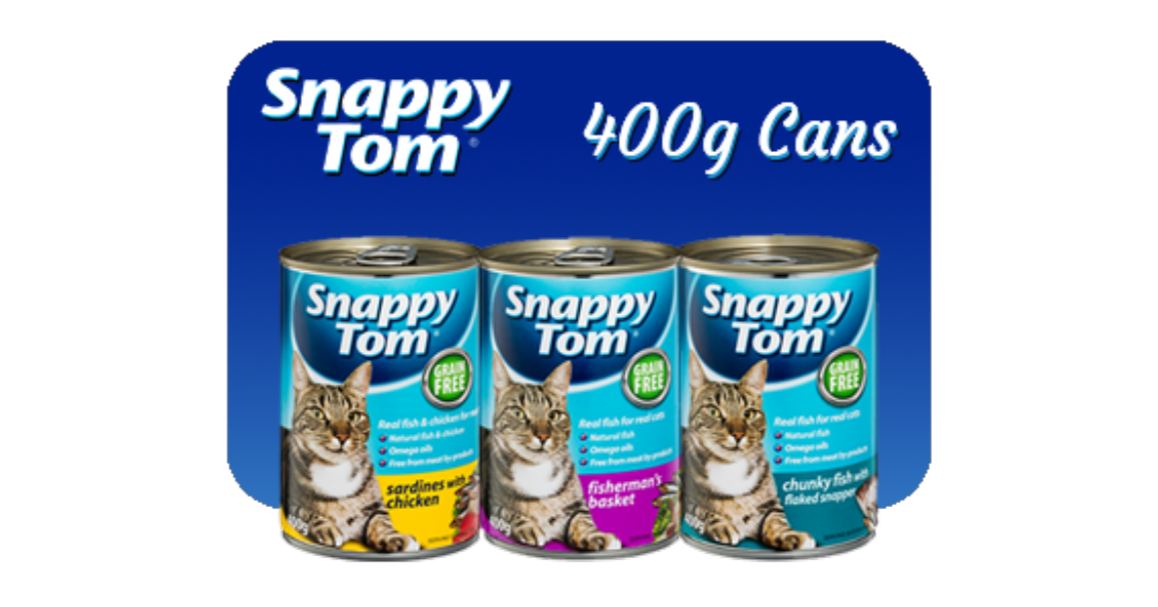 Snappy
Tom
400g Cans
Snappy
Tom
GRAIN
FREE
Real fish & chicken for
Natural fish & chicken
Omega oils
Free from meat by products
sardines with
chicken
400g
Snappy
Tom
GRAIN
FREE
Real fish for real cats
Natural fish
Omega oils
Free from meat by products
fisherman's
basket
400g
Snappy
Tom
GRAIN
FREE
Real fish for real cats
Natural fish
Omega oils
Free from meat by products
chunky fish with
flaked snapper
400g